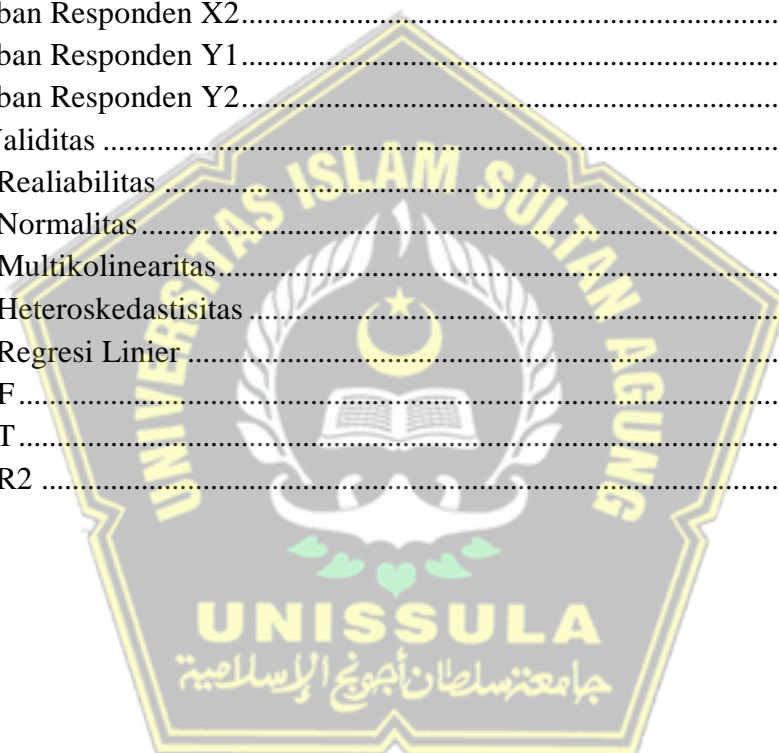 ban Responden X2
ban Responden Y1
ban Responden Y2
Validitas
Realiabilitas
Normalitas
Multikolinearitas
Heteroskedastisitas
Regresi Linier
F
T
R2
UNIVERSITAS ISLAM SULTAN AGUNG
UNISSULA
جامعة سلطان أجونج الإسلامية